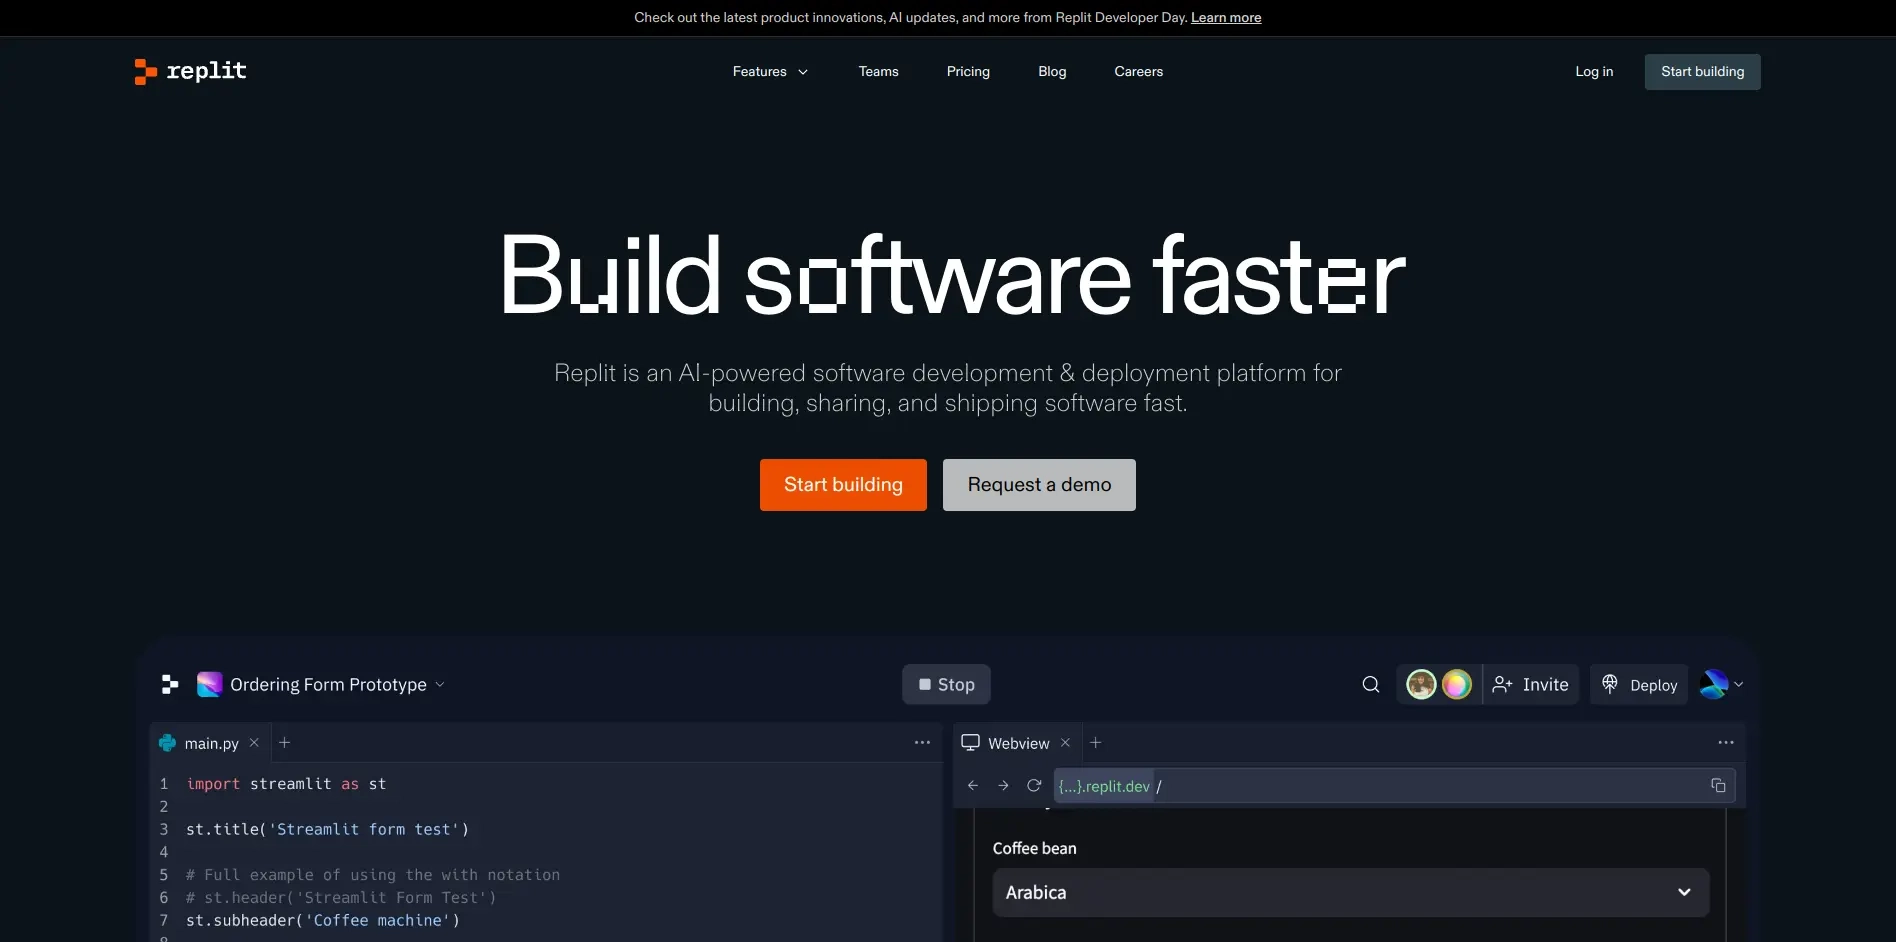 Check out the latest product innovations, AI updates, and more from Replit Developer Day. Learn more
replit
Features
Teams
Pricing
Blog
Careers
Log in
Start building
Build software faster
Replit is an AI-powered software development & deployment platform for
building, sharing, and shipping software fast.
Start building
Request a demo
Ordering Form Prototype
Stop
Invite
Deploy
main.py
1 import streamlit as st
2
3 st.title('Streamlit form test')
4
5 # Full example of using the with notation
6 # st.header('Streamlit Form Test')
7 st.subheader('Coffee machine')
Webview
{...}.replit.dev /
Coffee bean
Arabica